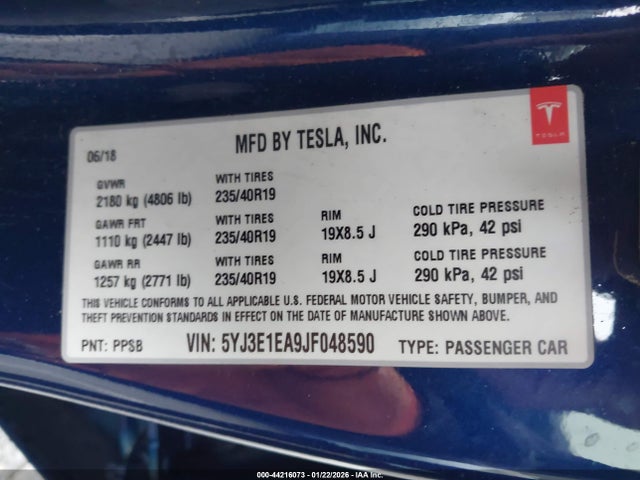 MFD BY TESLA, INC.
TESLA
06/18
GVWR WITH TIRES
2180 kg (4806 lb) 235/40R19
GAWR FRT WITH TIRES RIM COLD TIRE PRESSURE
1110 kg (2447 lb) 235/40R19 19X8.5 J 290 kPa, 42 psi
GAWR RR WITH TIRES RIM COLD TIRE PRESSURE
1257 kg (2771 lb) 235/40R19 19X8.5 J 290 kPa, 42 psi
THIS VEHICLE CONFORMS TO ALL APPLICABLE U.S. FEDERAL MOTOR VEHICLE SAFETY, BUMPER, AND
THEFT PREVENTION STANDARDS IN EFFECT ON THE DATE OF MANUFACTURE SHOWN ABOVE.
PNT: PPSB VIN: 5YJ3E1EA9JF048590 TYPE: PASSENGER CAR
000-44216073 - 01/22/2026 - IAA Inc.